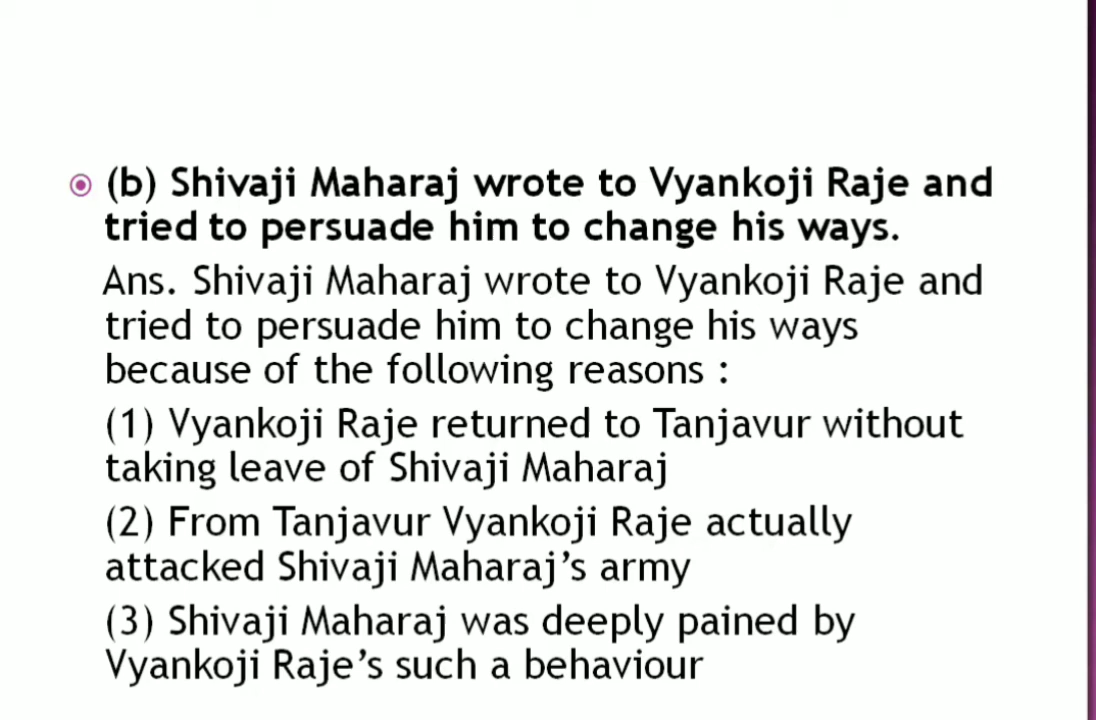 (b) Shivaji Maharaj wrote to Vyankoji Raje and
tried to persuade him to change his ways.
Ans. Shivaji Maharaj wrote to Vyankoji Raje and
tried to persuade him to change his ways
because of the following reasons :
(1) Vyankoji Raje returned to Tanjavur without
taking leave of Shivaji Maharaj
(2) From Tanjavur Vyankoji Raje actually
attacked Shivaji Maharaj’s army
(3) Shivaji Maharaj was deeply pained by
Vyankoji Raje’s such a behaviour